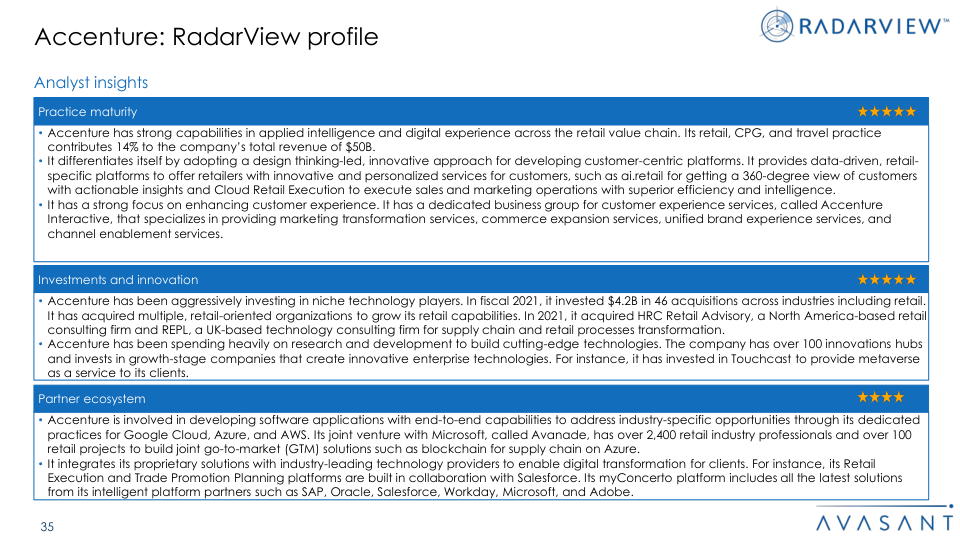 Accenture: RadarView profile
RADARVIEW™
Analyst insights
Practice maturity ★★★★★
• Accenture has strong capabilities in applied intelligence and digital experience across the retail value chain. Its retail, CPG, and travel practice
contributes 14% to the company's total revenue of $50B.
• It differentiates itself by adopting a design thinking-led, innovative approach for developing customer-centric platforms. It provides data-driven, retail-
specific platforms to offer retailers with innovative and personalized services for customers, such as ai.retail for getting a 360-degree view of customers
with actionable insights and Cloud Retail Execution to execute sales and marketing operations with superior efficiency and intelligence.
• It has a strong focus on enhancing customer experience. It has a dedicated business group for customer experience services, called Accenture
Interactive, that specializes in providing marketing transformation services, commerce expansion services, unified brand experience services, and
channel enablement services.
Investments and innovation ★★★★★
• Accenture has been aggressively investing in niche technology players. In fiscal 2021, it invested $4.2B in 46 acquisitions across industries including retail.
It has acquired multiple, retail-oriented organizations to grow its retail capabilities. In 2021, it acquired HRC Retail Advisory, a North America-based retail
consulting firm and REPL, a UK-based technology consulting firm for supply chain and retail processes transformation.
• Accenture has been spending heavily on research and development to build cutting-edge technologies. The company has over 100 innovations hubs
and invests in growth-stage companies that create innovative enterprise technologies. For instance, it has invested in Touchcast to provide metaverse
as a service to its clients.
Partner ecosystem ★★★★
• Accenture is involved in developing software applications with end-to-end capabilities to address industry-specific opportunities through its dedicated
practices for Google Cloud, Azure, and AWS. Its joint venture with Microsoft, called Avanade, has over 2,400 retail industry professionals and over 100
retail projects to build joint go-to-market (GTM) solutions such as blockchain for supply chain on Azure.
• It integrates its proprietary solutions with industry-leading technology providers to enable digital transformation for clients. For instance, its Retail
Execution and Trade Promotion Planning platforms are built in collaboration with Salesforce. Its myConcerto platform includes all the latest solutions
from its intelligent platform partners such as SAP, Oracle, Salesforce, Workday, Microsoft, and Adobe.
35
AVASANT